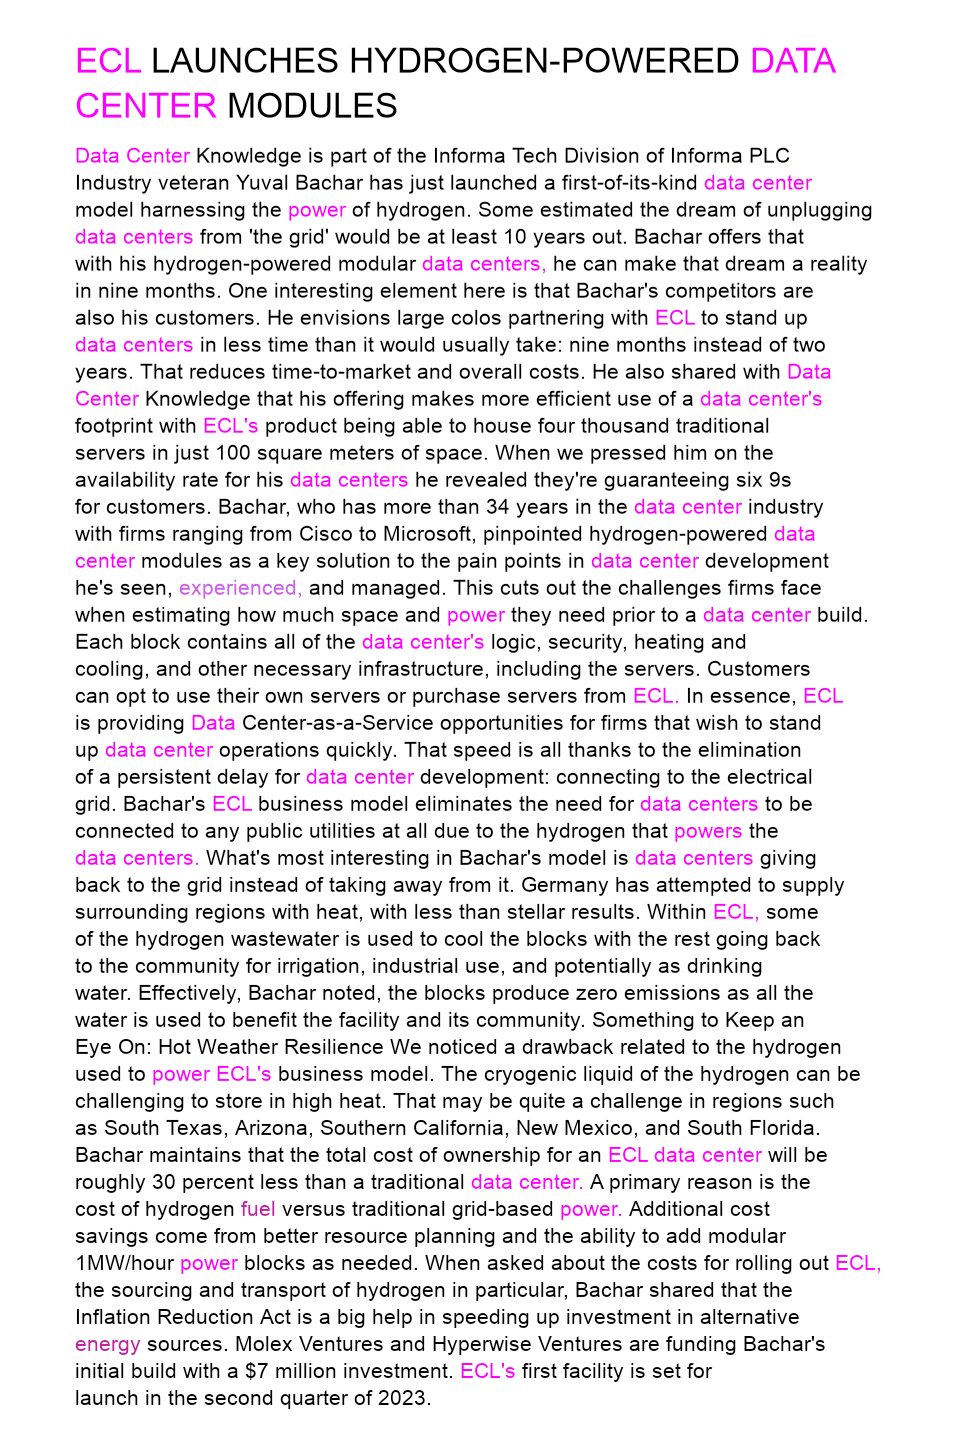 ECL LAUNCHES HYDROGEN-POWERED DATA
CENTER MODULES
Data Center Knowledge is part of the Informa Tech Division of Informa PLC
Industry veteran Yuval Bachar has just launched a first-of-its-kind data center
model harnessing the power of hydrogen. Some estimated the dream of unplugging
data centers from 'the grid' would be at least 10 years out. Bachar offers that
with his hydrogen-powered modular data centers, he can make that dream a reality
in nine months. One interesting element here is that Bachar's competitors are
also his customers. He envisions large colos partnering with ECL to stand up
data centers in less time than it would usually take: nine months instead of two
years. That reduces time-to-market and overall costs. He also shared with Data
Center Knowledge that his offering makes more efficient use of a data center's
footprint with ECL's product being able to house four thousand traditional
servers in just 100 square meters of space. When we pressed him on the
availability rate for his data centers he revealed they're guaranteeing six 9s
for customers. Bachar, who has more than 34 years in the data center industry
with firms ranging from Cisco to Microsoft, pinpointed hydrogen-powered data
center modules as a key solution to the pain points in data center development
he's seen, experienced, and managed. This cuts out the challenges firms face
when estimating how much space and power they need prior to a data center build.
Each block contains all of the data center's logic, security, heating and
cooling, and other necessary infrastructure, including the servers. Customers
can opt to use their own servers or purchase servers from ECL. In essence, ECL
is providing Data Center-as-a-Service opportunities for firms that wish to stand
up data center operations quickly. That speed is all thanks to the elimination
of a persistent delay for data center development: connecting to the electrical
grid. Bachar's ECL business model eliminates the need for data centers to be
connected to any public utilities at all due to the hydrogen that powers the
data centers. What's most interesting in Bachar's model is data centers giving
back to the grid instead of taking away from it. Germany has attempted to supply
surrounding regions with heat, with less than stellar results. Within ECL, some
of the hydrogen wastewater is used to cool the blocks with the rest going back
to the community for irrigation, industrial use, and potentially as drinking
water. Effectively, Bachar noted, the blocks produce zero emissions as all the
water is used to benefit the facility and its community. Something to Keep an
Eye On: Hot Weather Resilience We noticed a drawback related to the hydrogen
used to power ECL's business model. The cryogenic liquid of the hydrogen can be
challenging to store in high heat. That may be quite a challenge in regions such
as South Texas, Arizona, Southern California, New Mexico, and South Florida.
Bachar maintains that the total cost of ownership for an ECL data center will be
roughly 30 percent less than a traditional data center. A primary reason is the
cost of hydrogen fuel versus traditional grid-based power. Additional cost
savings come from better resource planning and the ability to add modular
1MW/hour power blocks as needed. When asked about the costs for rolling out ECL,
the sourcing and transport of hydrogen in particular, Bachar shared that the
Inflation Reduction Act is a big help in speeding up investment in alternative
energy sources. Molex Ventures and Hyperwise Ventures are funding Bachar's
initial build with a $7 million investment. ECL's first facility is set for
launch in the second quarter of 2023.